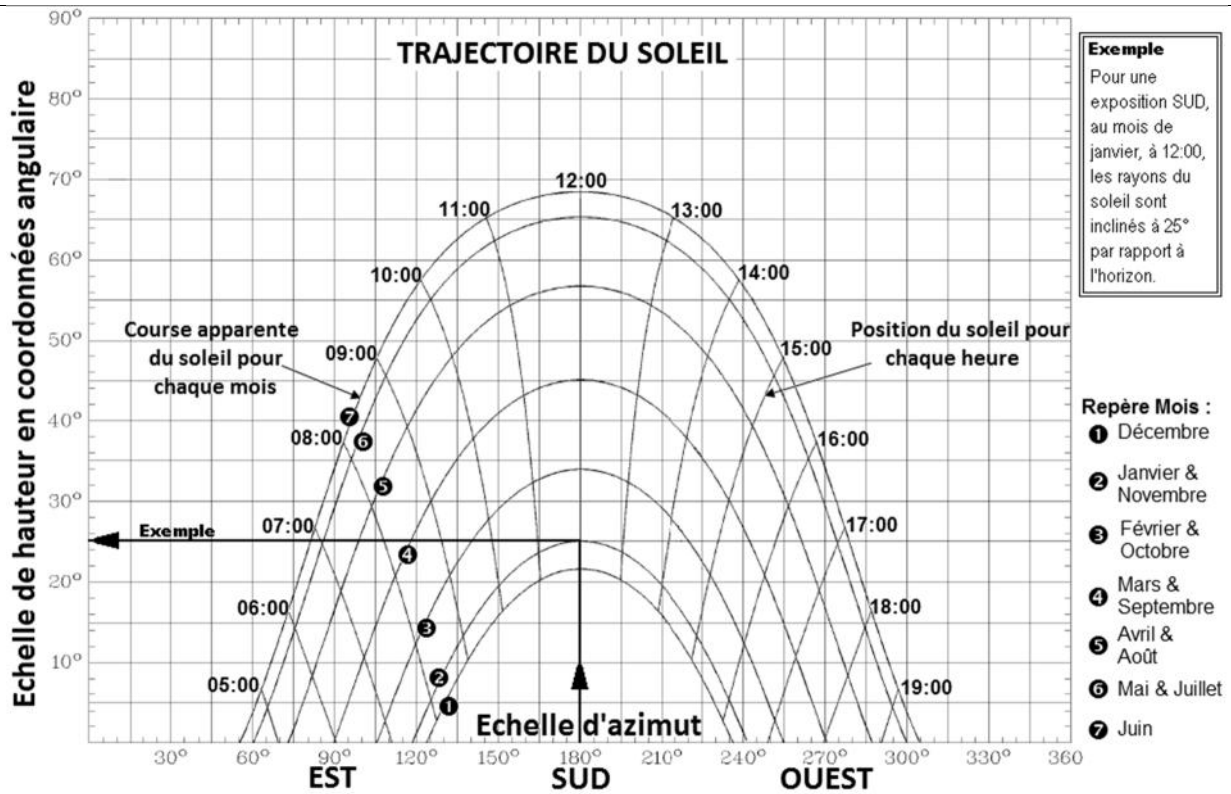 TRAJECTOIRE DU SOLEIL
Echelle de hauteur en coordonnées angulaire
90°
80°
70°
60°
50°
40°
30°
20°
10°
05:00
06:00
07:00
08:00
09:00
10:00
11:00
12:00
13:00
14:00
15:00
16:00
17:00
18:00
19:00
Course apparente
du soleil pour
chaque mois
Position du soleil pour
chaque heure
Exemple
7
6
5
4
3
2
1
Echelle d'azimut
30°
60°
90°
120°
150°
180°
210°
240°
270°
300°
330°
360
EST
SUD
OUEST
Exemple
Pour une
exposition SUD,
au mois de
janvier, à 12:00,
les rayons du
soleil sont
inclinés à 25°
par rapport à
l'horizon.
Repère Mois :
1 Décembre
2 Janvier &
Novembre
3 Février &
Octobre
4 Mars &
Septembre
5 Avril &
Août
6 Mai & Juillet
7 Juin